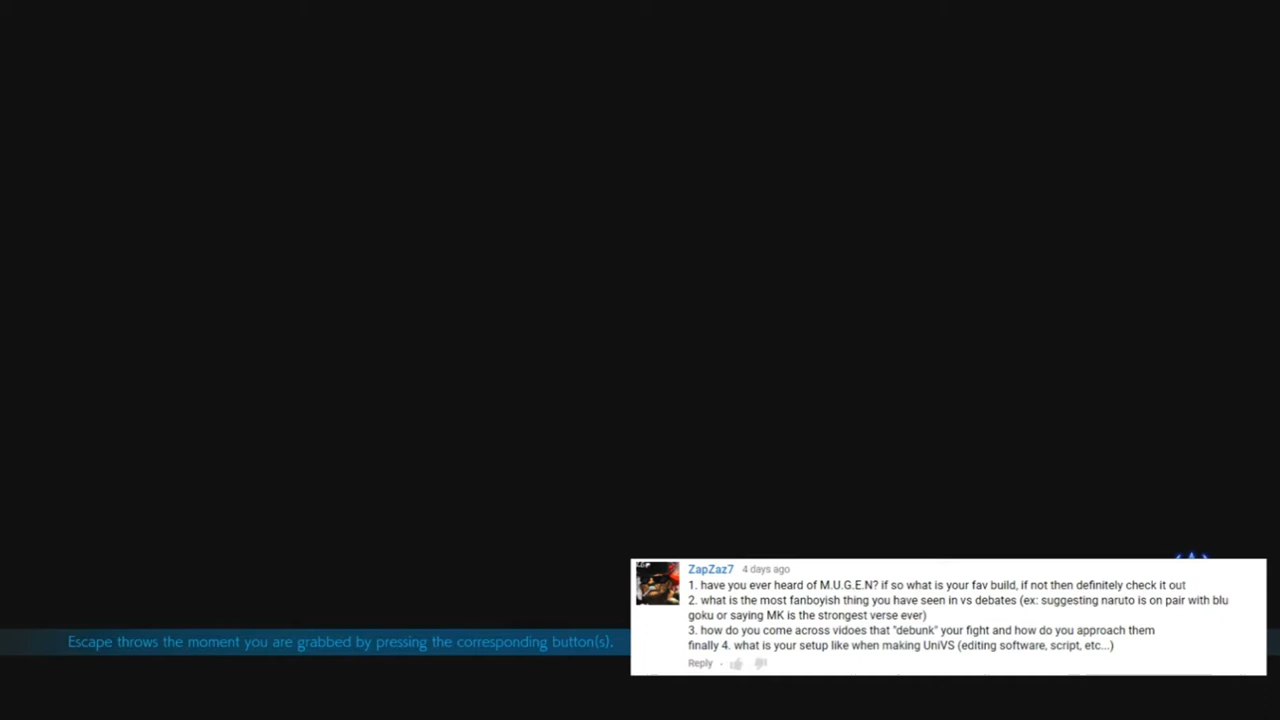 ZapZaz7 4 days ago
1. have you ever heard of M.U.G.E.N? if so what is your fav build, if not then definitely check it out
2. what is the most fanboyish thing you have seen in vs debates (ex: suggesting naruto is on pair with blu
goku or saying MK is the strongest verse ever)
3. how do you come across vidoes that "debunk" your fight and how do you approach them
finally 4. what is your setup like when making UniVS (editing software, script, etc...)
Reply
Escape throws the moment you are grabbed by pressing the corresponding button(s).